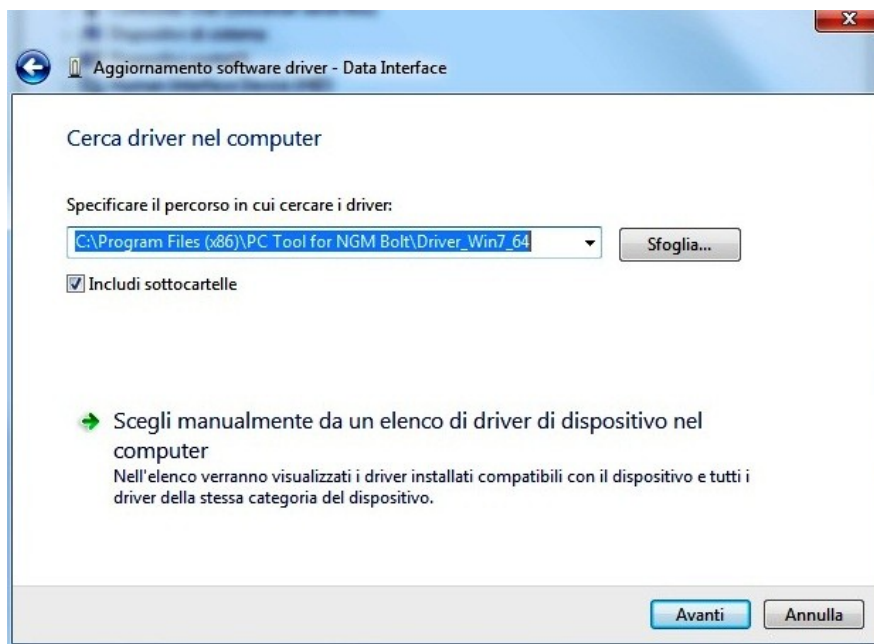 Dispositivi di sistema
Aggiornamento software driver - Data Interface
Cerca driver nel computer
Specificare il percorso in cui cercare i driver:
C:\Program Files (x86)\PC Tool for NGM Bolt\Driver_Win7_64
Sfoglia...
Includi sottocartelle
Scegli manualmente da un elenco di driver di dispositivo nel
computer
Nell'elenco verranno visualizzati i driver installati compatibili con il dispositivo e tutti i
driver della stessa categoria del dispositivo.
Avanti
Annulla